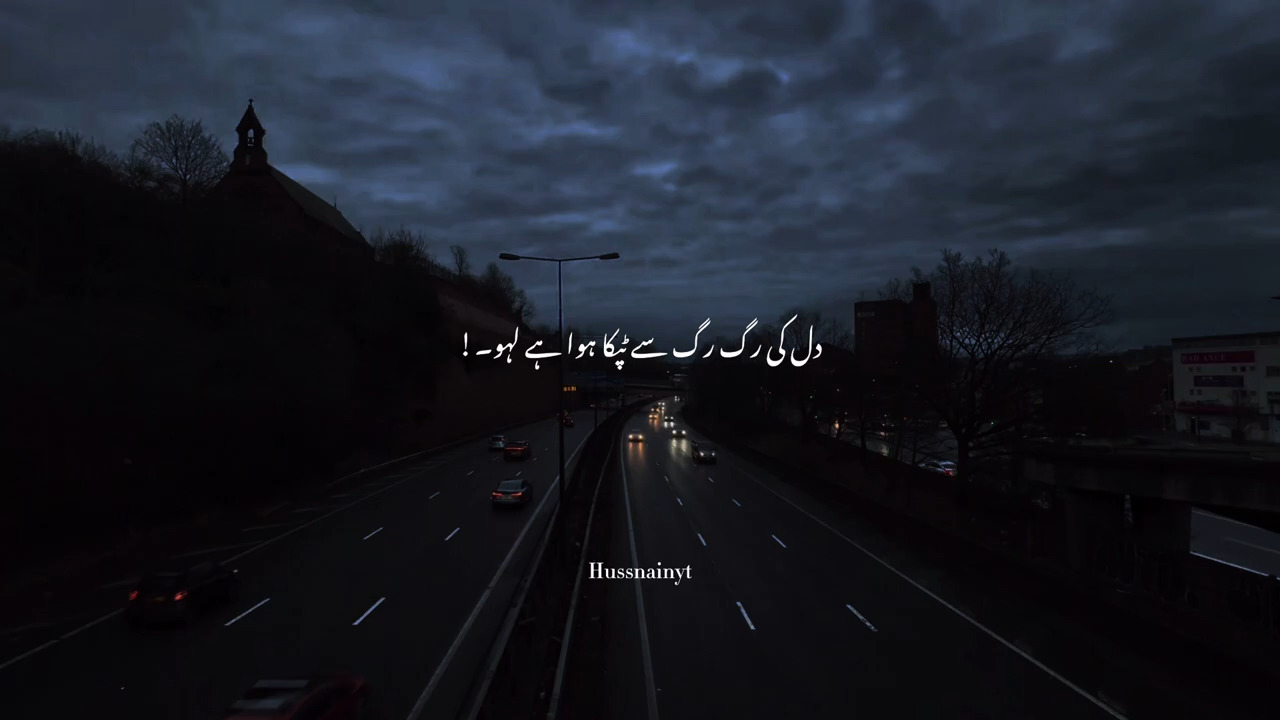 دل کی رگ رگ سے ٹپکا ہوا ہے لہو۔ !
Hussnainyt